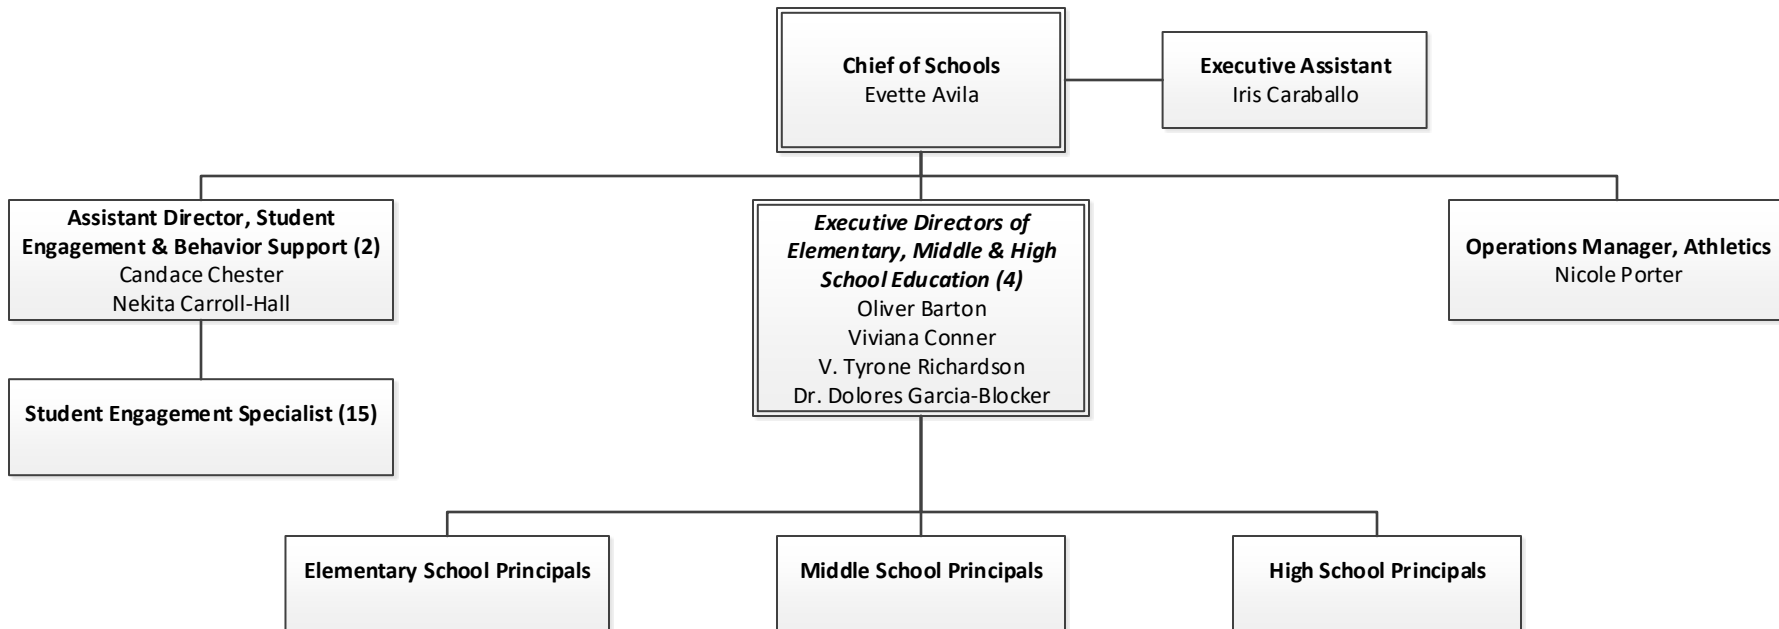 Chief of Schools
Evette Avila
Executive Assistant
Iris Caraballo
Assistant Director, Student
Engagement & Behavior Support (2)
Candace Chester
Nekita Carroll-Hall
Executive Directors of
Elementary, Middle & High
School Education (4)
Oliver Barton
Viviana Conner
V. Tyrone Richardson
Dr. Dolores Garcia-Blocker
Operations Manager, Athletics
Nicole Porter
Student Engagement Specialist (15)
Elementary School Principals
Middle School Principals
High School Principals